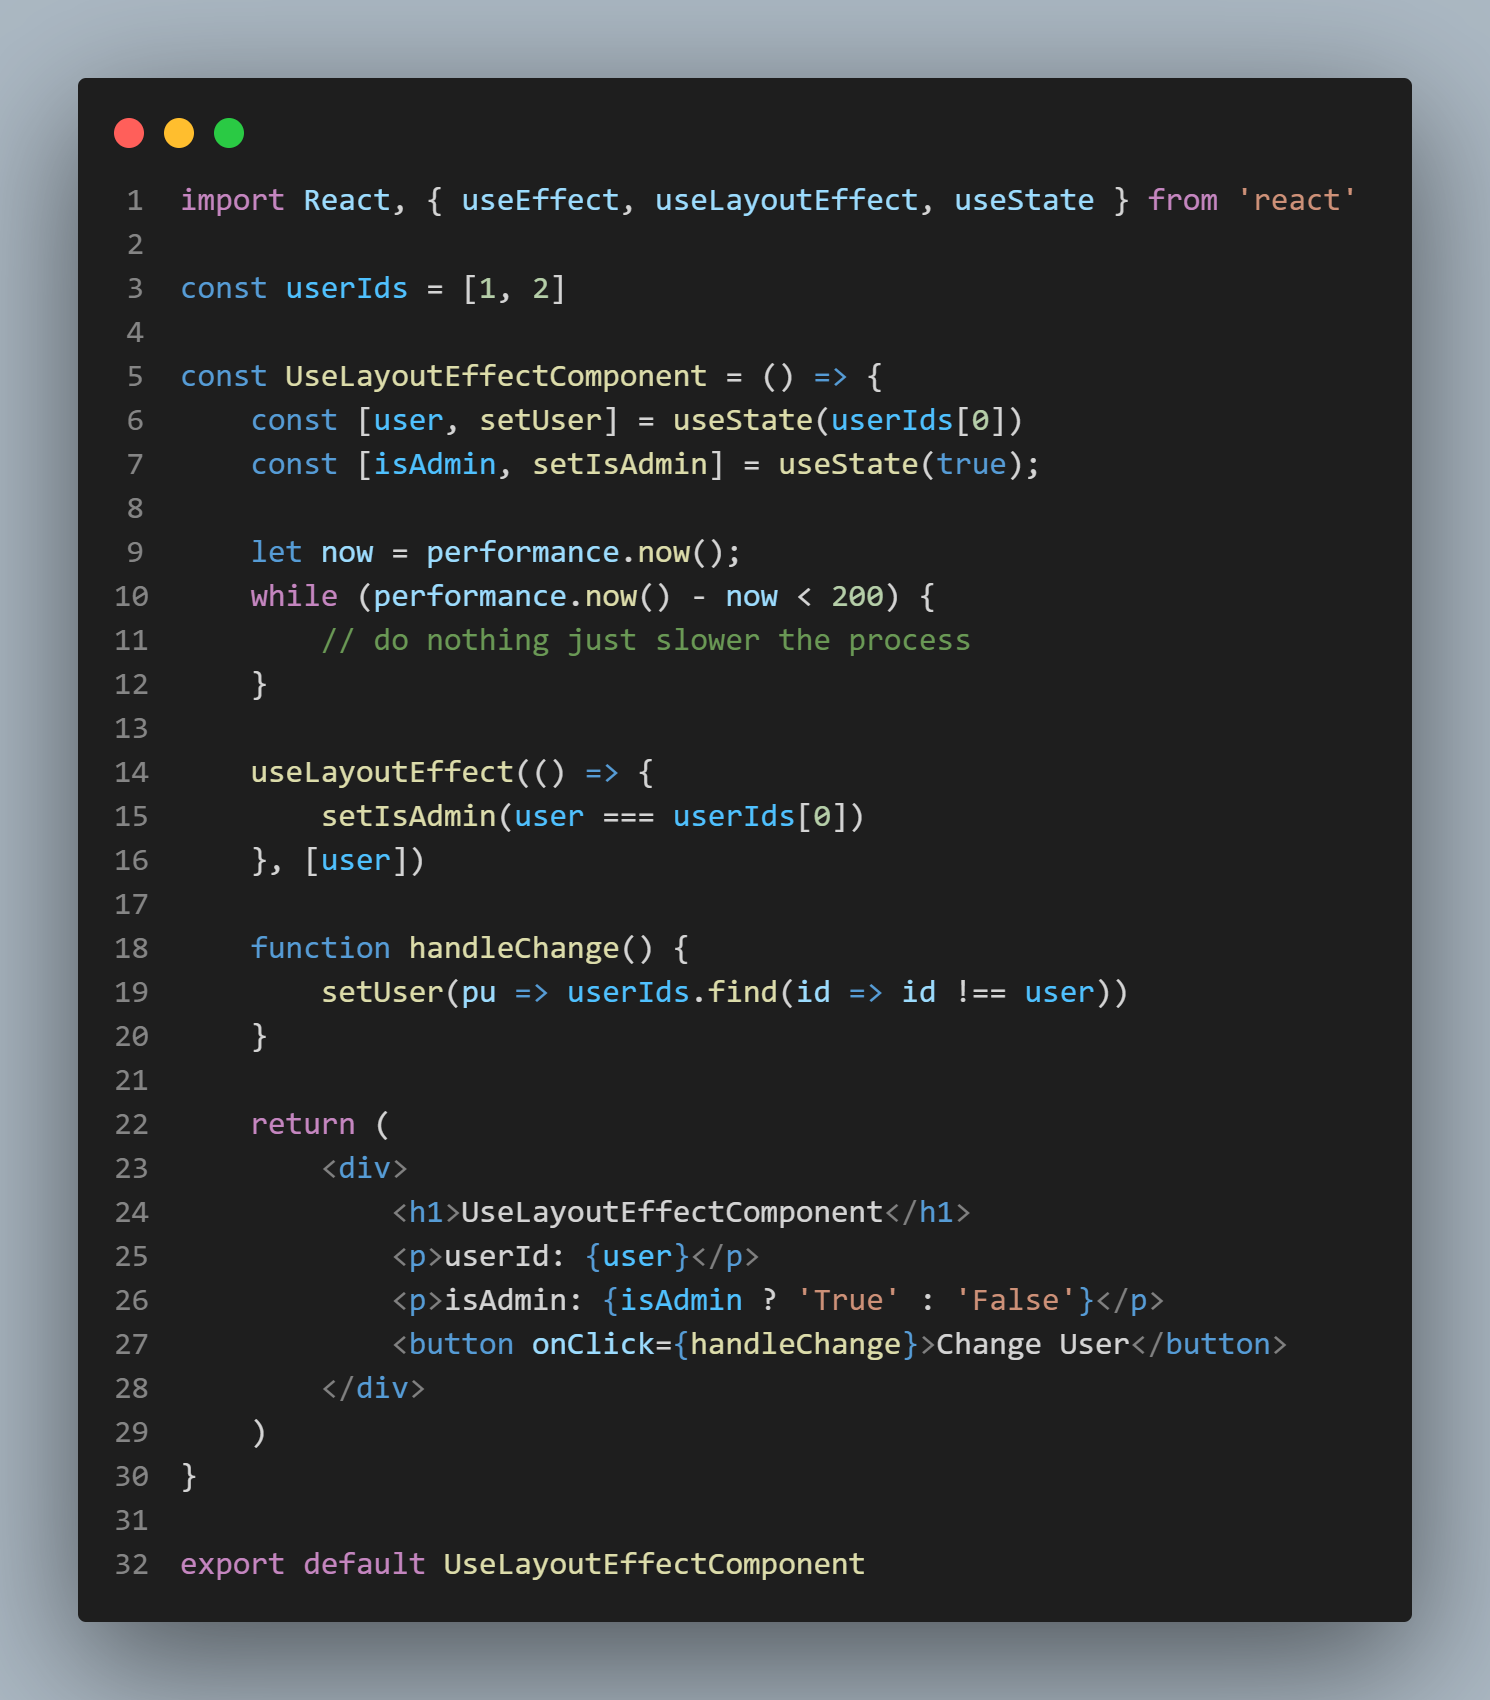 1 import React, { useEffect, useLayoutEffect, useState } from 'react'
2
3 const userIds = [1, 2]
4
5 const UseLayoutEffectComponent = () => {
6     const [user, setUser] = useState(userIds[0])
7     const [isAdmin, setIsAdmin] = useState(true);
8
9     let now = performance.now();
10     while (performance.now() - now < 200) {
11         // do nothing just slower the process
12     }
13
14     useLayoutEffect(() => {
15         setIsAdmin(user === userIds[0])
16     }, [user])
17
18     function handleChange() {
19         setUser(pu => userIds.find(id => id !== user))
20     }
21
22     return (
23         <div>
24             <h1>UseLayoutEffectComponent</h1>
25             <p>userId: {user}</p>
26             <p>isAdmin: {isAdmin ? 'True' : 'False'}</p>
27             <button onClick={handleChange}>Change User</button>
28         </div>
29     )
30 }
31
32 export default UseLayoutEffectComponent